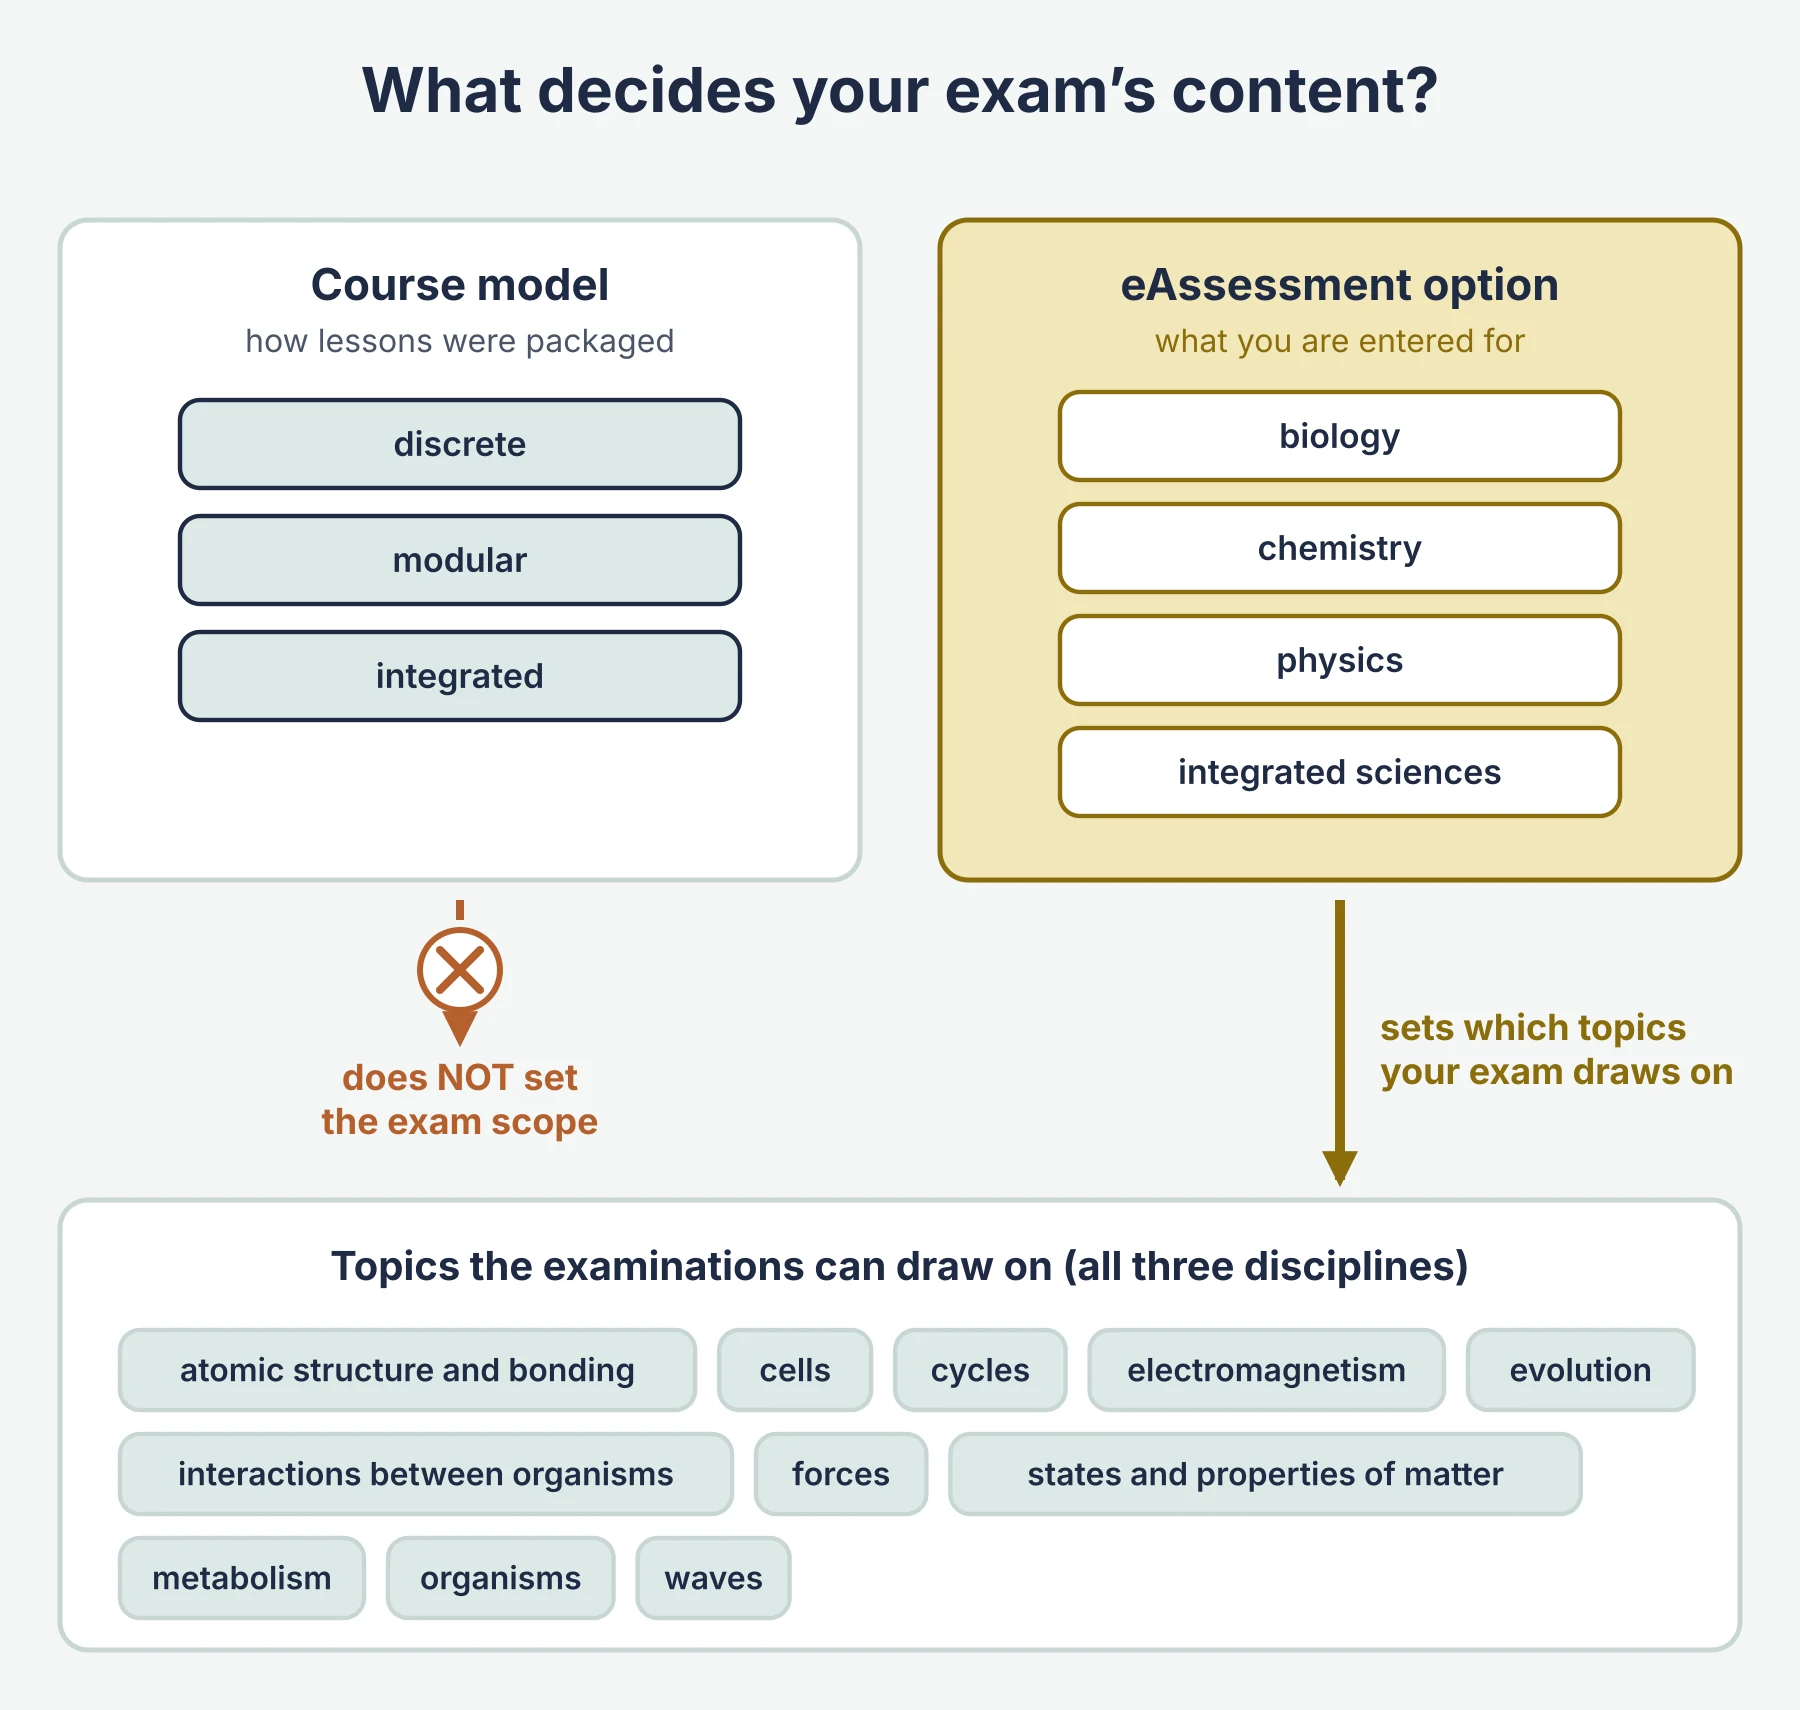 What decides your exam’s content?
Course model
how lessons were packaged
discrete
modular
integrated
eAssessment option
what you are entered for
biology
chemistry
physics
integrated sciences
does NOT set
the exam scope
sets which topics
your exam draws on
Topics the examinations can draw on (all three disciplines)
atomic structure and bonding
cells
cycles
electromagnetism
evolution
interactions between organisms
forces
states and properties of matter
metabolism
organisms
waves